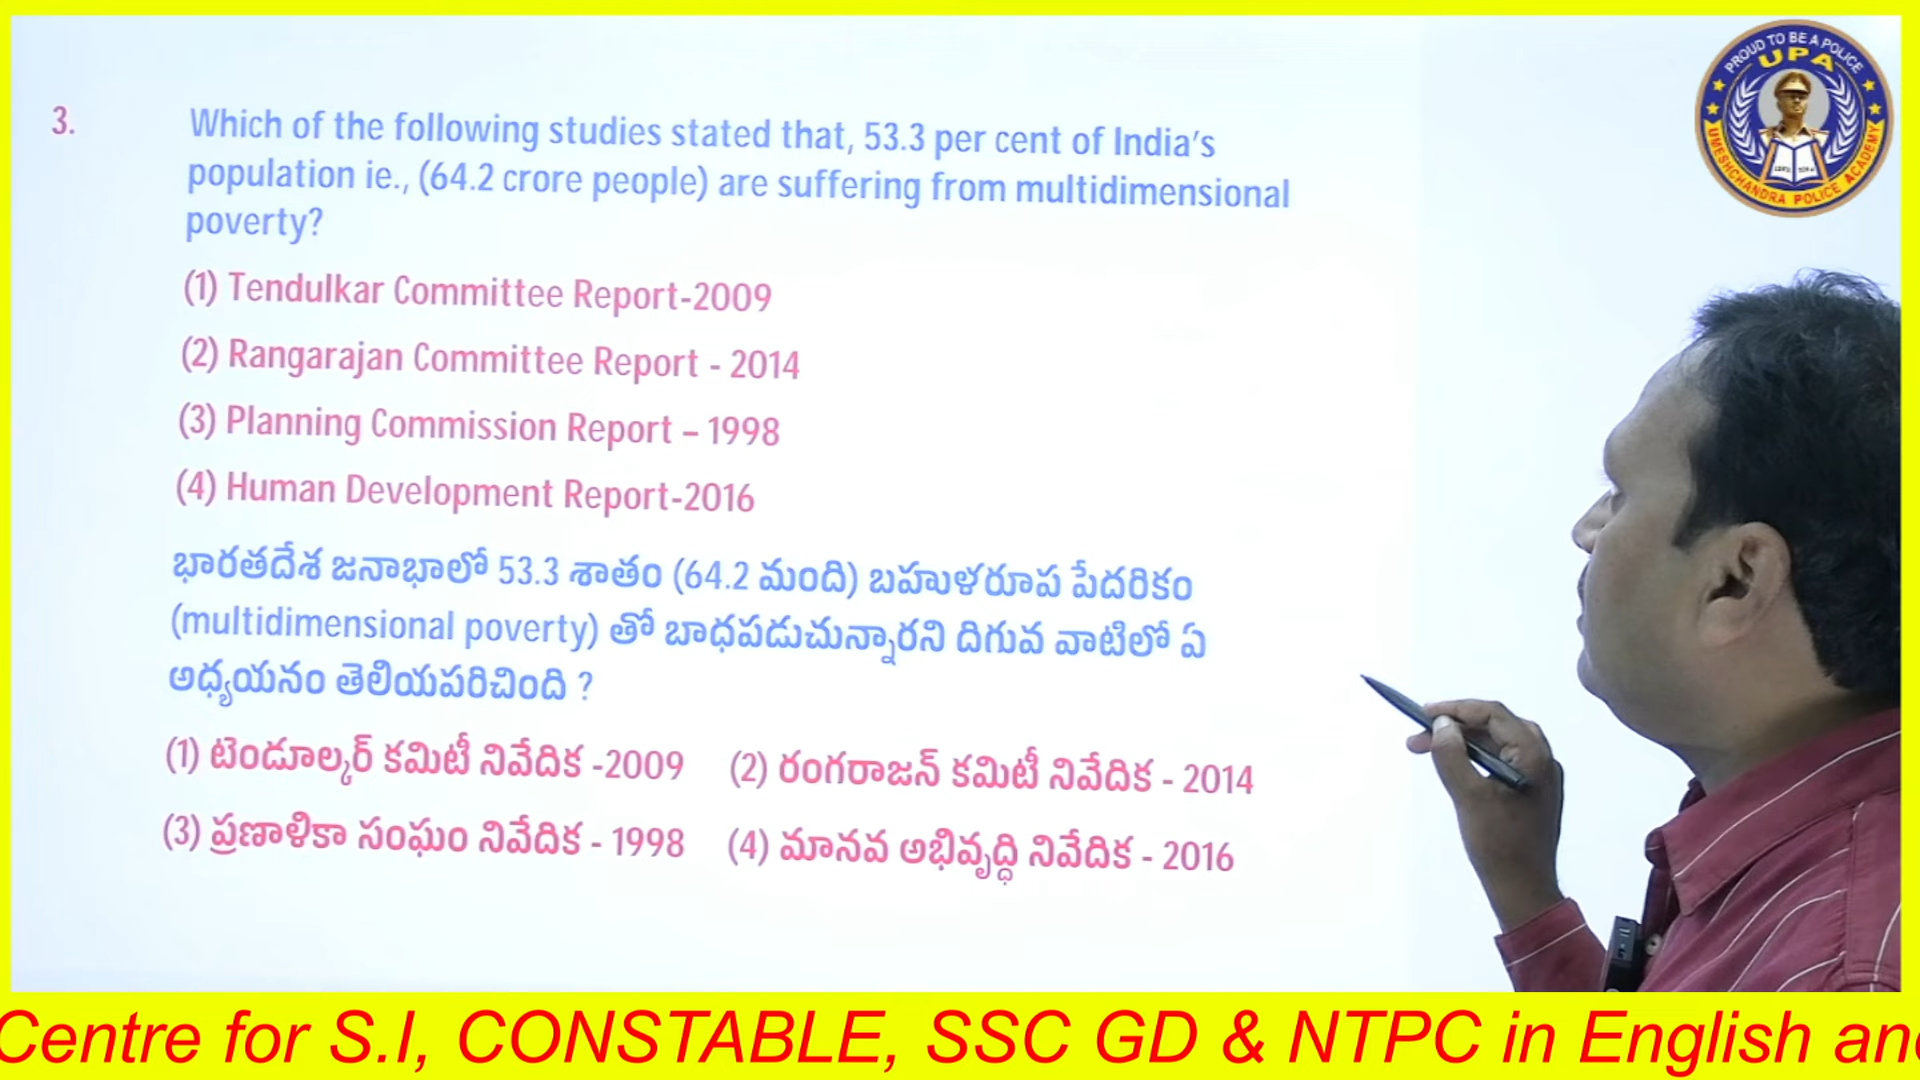 PROUD TO BE A POLICE
UPA
UMESHCHANDRA POLICE ACADEMY
3.
Which of the following studies stated that, 53.3 per cent of India's
population ie., (64.2 crore people) are suffering from multidimensional
poverty?
(1) Tendulkar Committee Report-2009
(2) Rangarajan Committee Report - 2014
(3) Planning Commission Report – 1998
(4) Human Development Report-2016
భారతదేశ జనాభాలో 53.3 శాతం (64.2 మంది) బహుళరూప పేదరికం
(multidimensional poverty) తో బాధపడుచున్నారని దిగువ వాటిలో ఏ
అధ్యయనం తెలియపరిచింది ?
(1) టెండూల్కర్ కమిటీ నివేదిక -2009 (2) రంగరాజన్ కమిటీ నివేదిక - 2014
(3) ప్రణాళికా సంఘం నివేదిక - 1998 (4) మానవ అభివృద్ధి నివేదిక - 2016
Centre for S.I, CONSTABLE, SSC GD & NTPC in English and